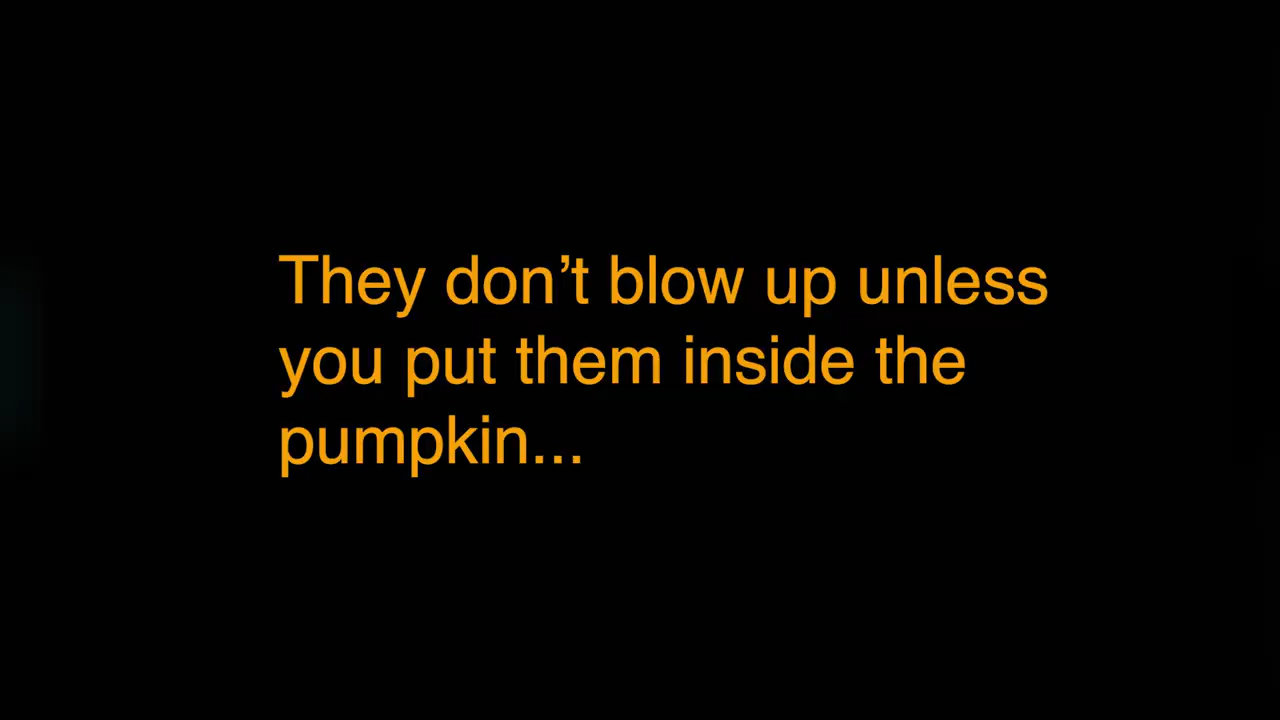 They don’t blow up unless
you put them inside the
pumpkin...